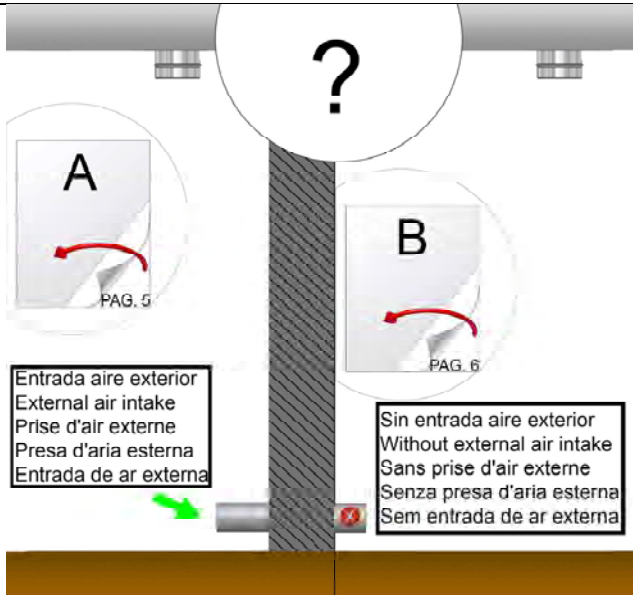 ?
A
PAG. 5
B
PAG. 6
Entrada aire exterior
External air intake
Prise d'air externe
Presa d'aria esterna
Entrada de ar externa
Sin entrada aire exterior
Without external air intake
Sans prise d'air externe
Senza presa d'aria esterna
Sem entrada de ar externa
X